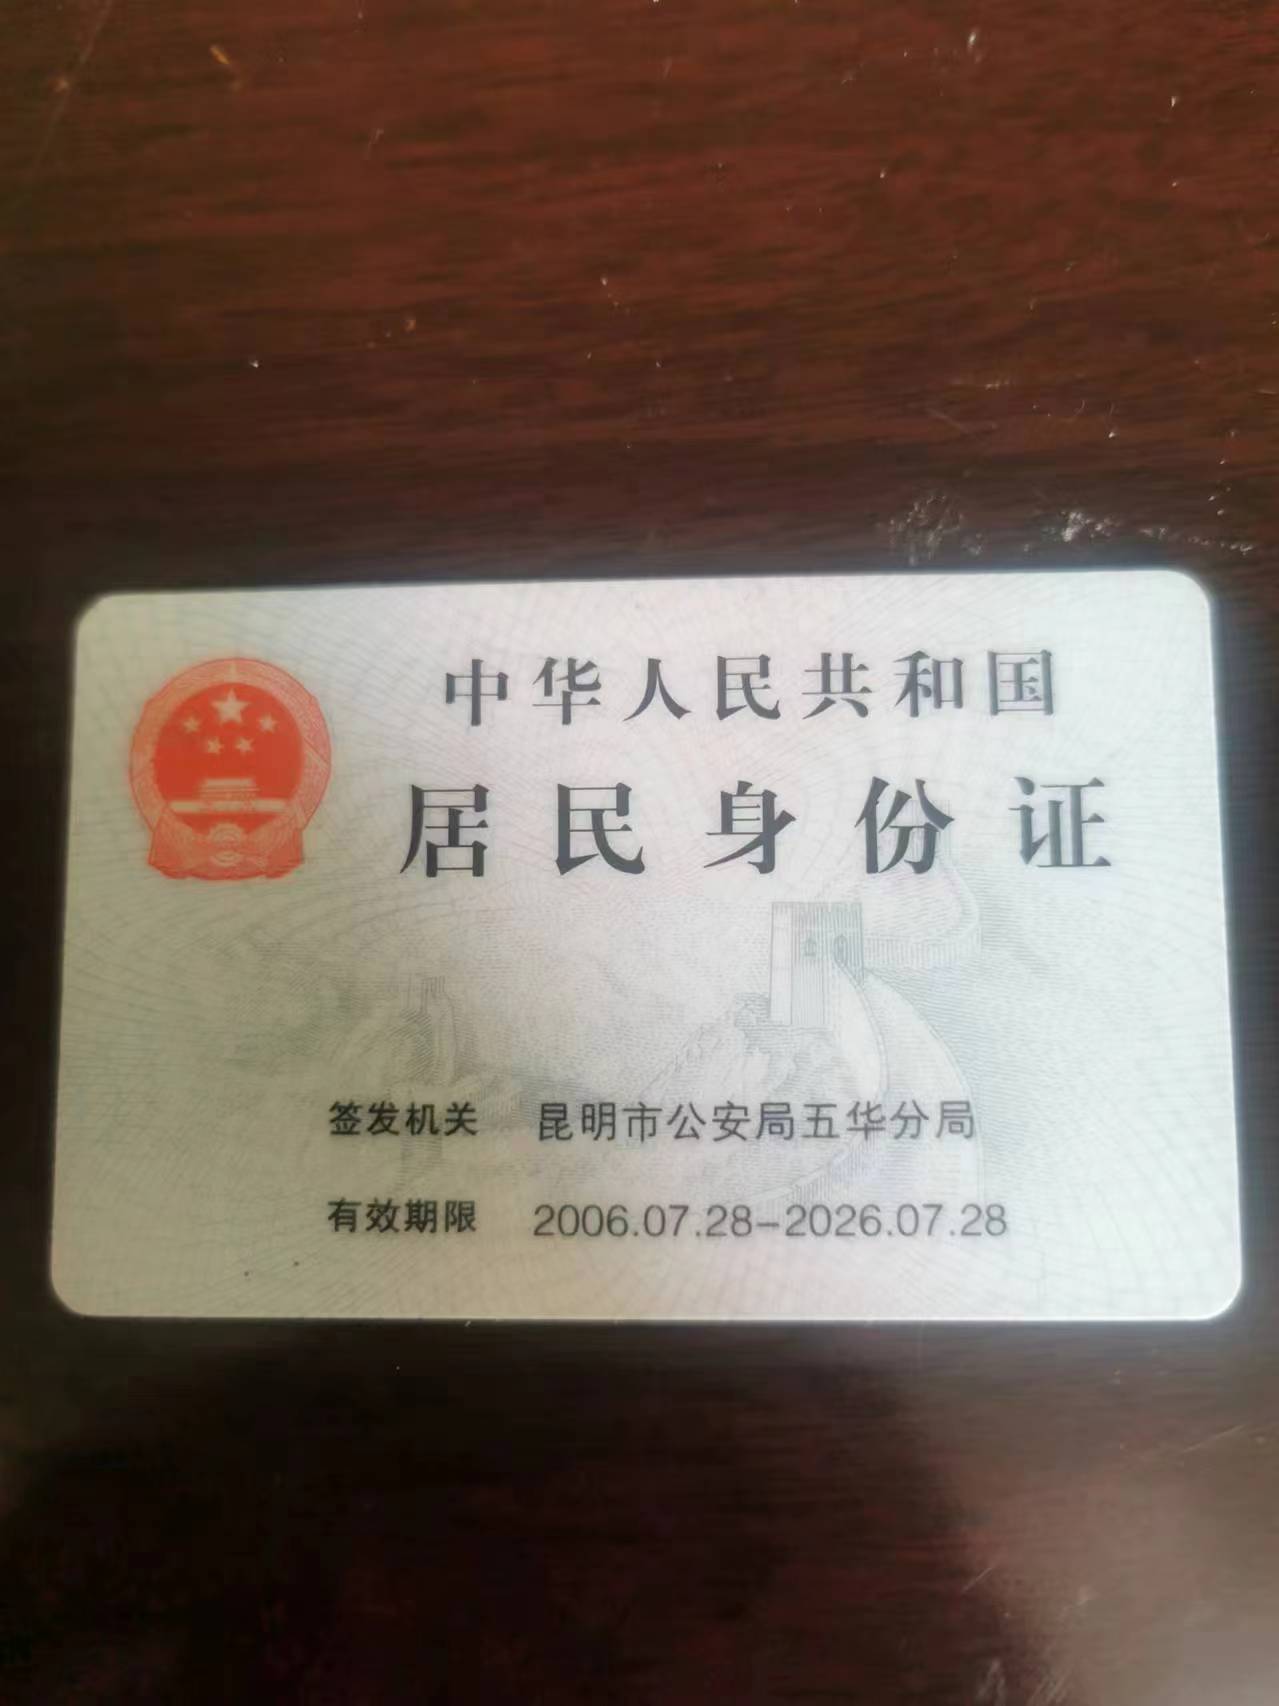 中华人民共和国
居民身份证
签发机关 昆明市公安局五华分局
有效期限 2006.07.28-2026.07.28